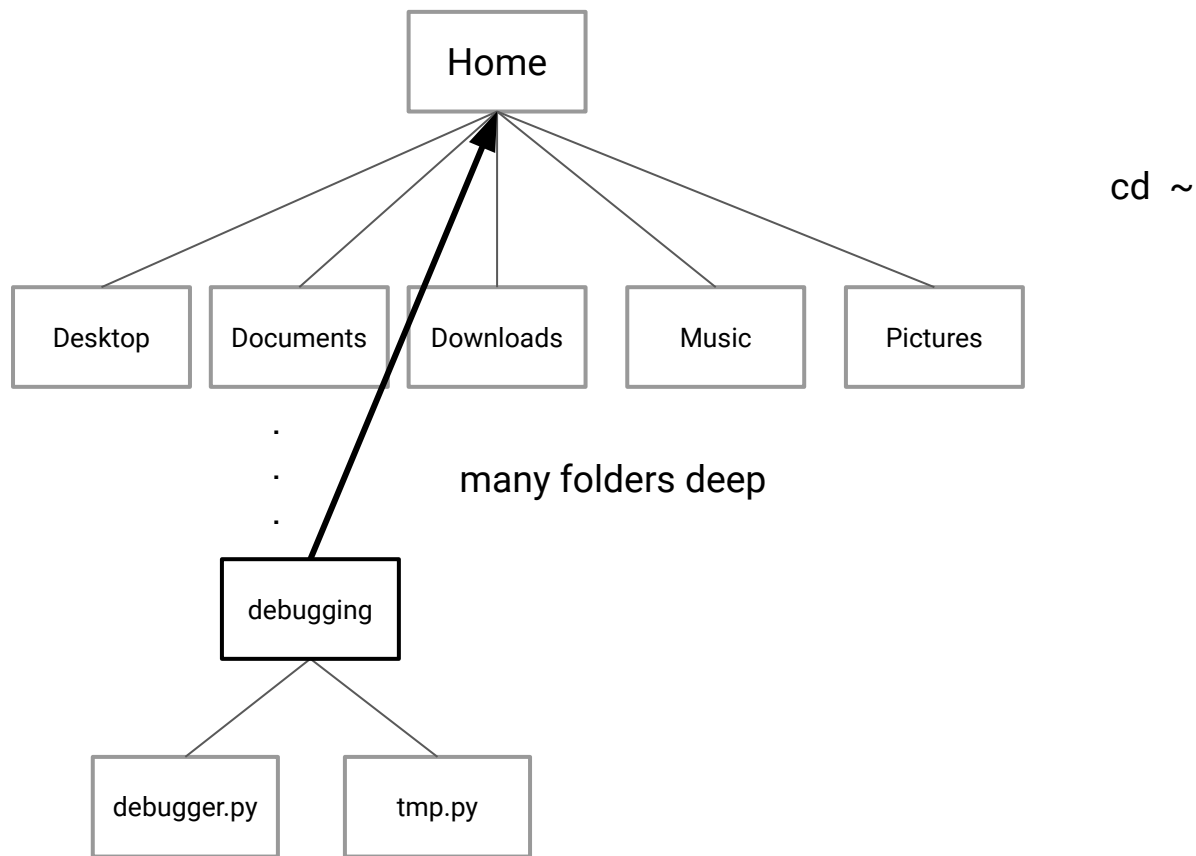 Home
cd ~
Desktop
Documents
Downloads
Music
Pictures
.
.
many folders deep
.
debugging
debugger.py
tmp.py